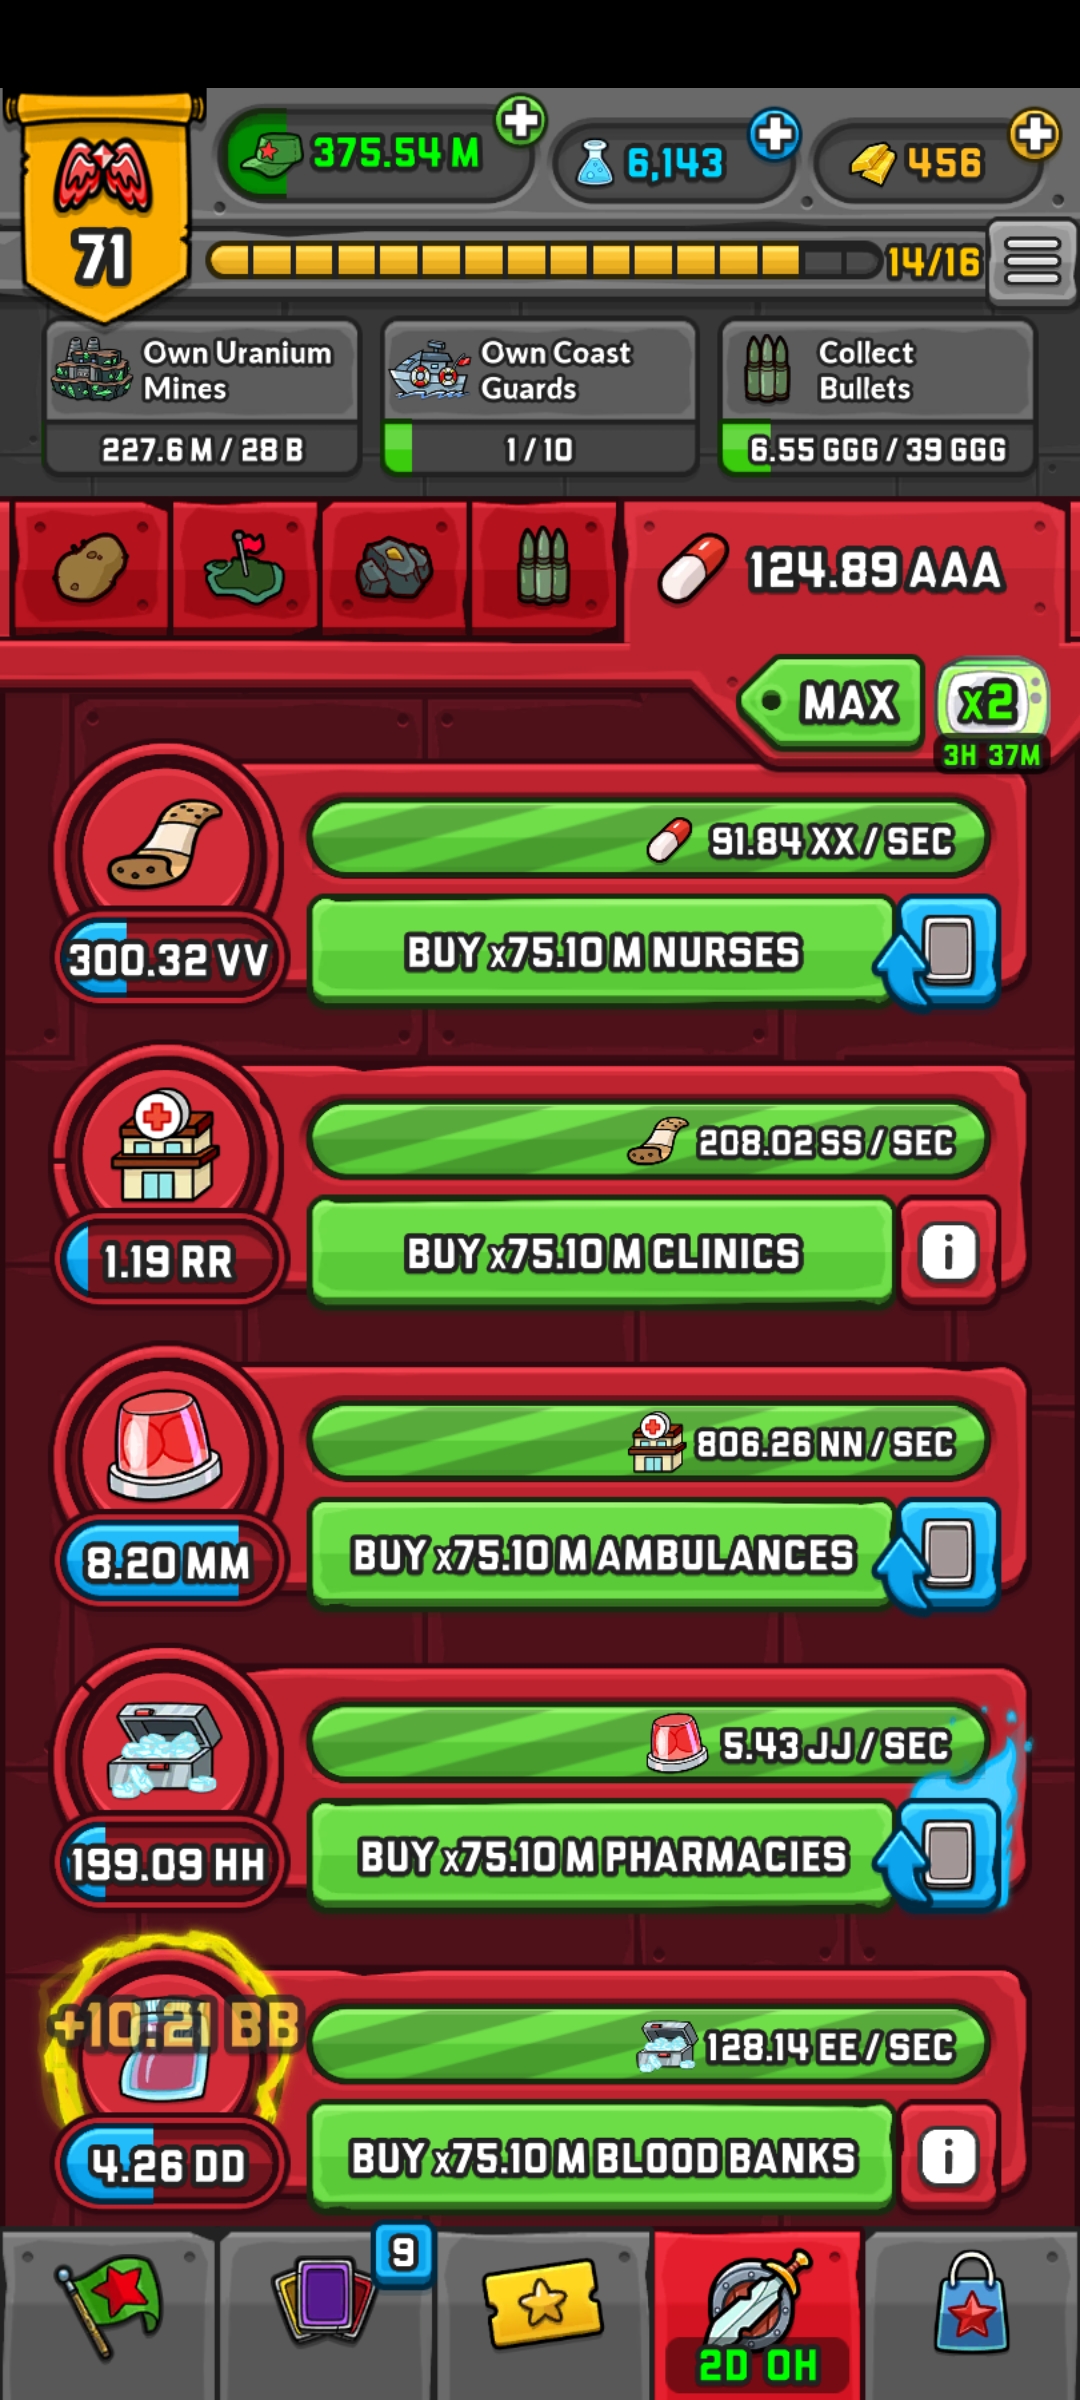 375.54 M
6,143
456
71
14/16
Own Uranium
Mines
227.6 M / 28 B
Own Coast
Guards
1 / 10
Collect
Bullets
6.55 GGG / 39 GGG
124.89 AAA
MAX
x2
3H 37M
91.84 XX / SEC
300.32 VV
BUY x75.10 M NURSES
208.02 SS / SEC
1.19 RR
BUY x75.10 M CLINICS
i
806.26 NN / SEC
8.20 MM
BUY x75.10 M AMBULANCES
5.43 JJ / SEC
199.09 HH
BUY x75.10 M PHARMACIES
+10.21 BB
128.14 EE / SEC
4.26 DD
BUY x75.10 M BLOOD BANKS
i
9
2D 0H